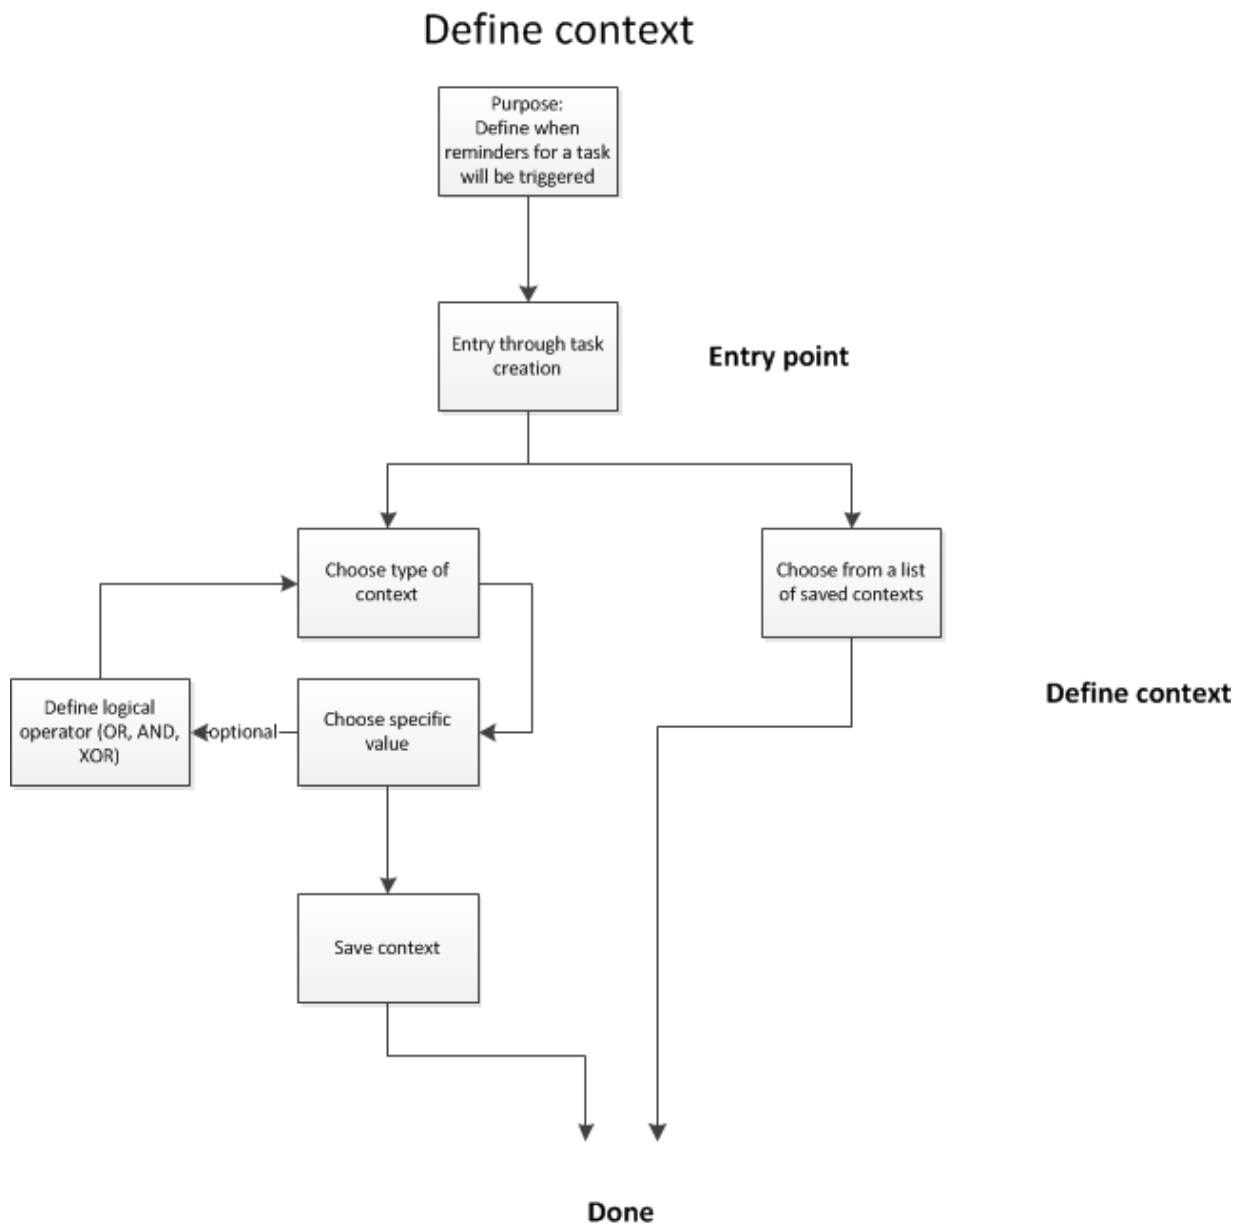 Define context
Purpose:
Define when
reminders for a task
will be triggered
Entry through task
creation
Entry point
Choose type of
context
Choose from a list
of saved contexts
Define logical
operator (OR, AND,
XOR)
optional
Choose specific
value
Define context
Save context
Done